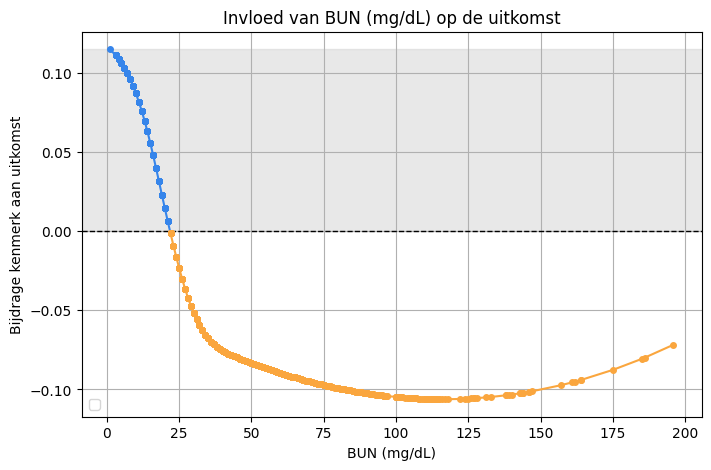 Invloed van BUN (mg/dL) op de uitkomst
Bijdrage kenmerk aan uitkomst
0.10
0.05
0.00
−0.05
−0.10
0 25 50 75 100 125 150 175 200
BUN (mg/dL)